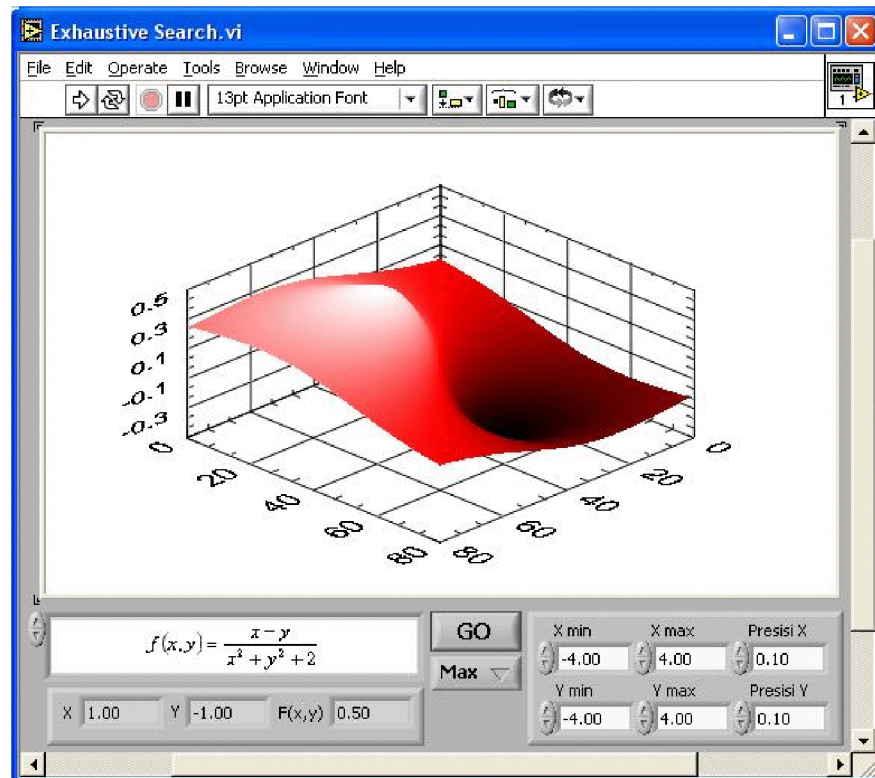 Exhaustive Search.vi
File Edit Operate Tools Browse Window Help
13pt Application Font
1
0.5
0.3
0.1
-0.1
-0.3
0
20
40
60
80
80
60
40
20
0
f(x,y) = \frac{x-y}{x^2+y^2+2}
GO
Max
X 1.00 Y -1.00 F(x,y) 0.50
X min X max Presisi X
-4.00 4.00 0.10
Y min Y max Presisi Y
-4.00 4.00 0.10